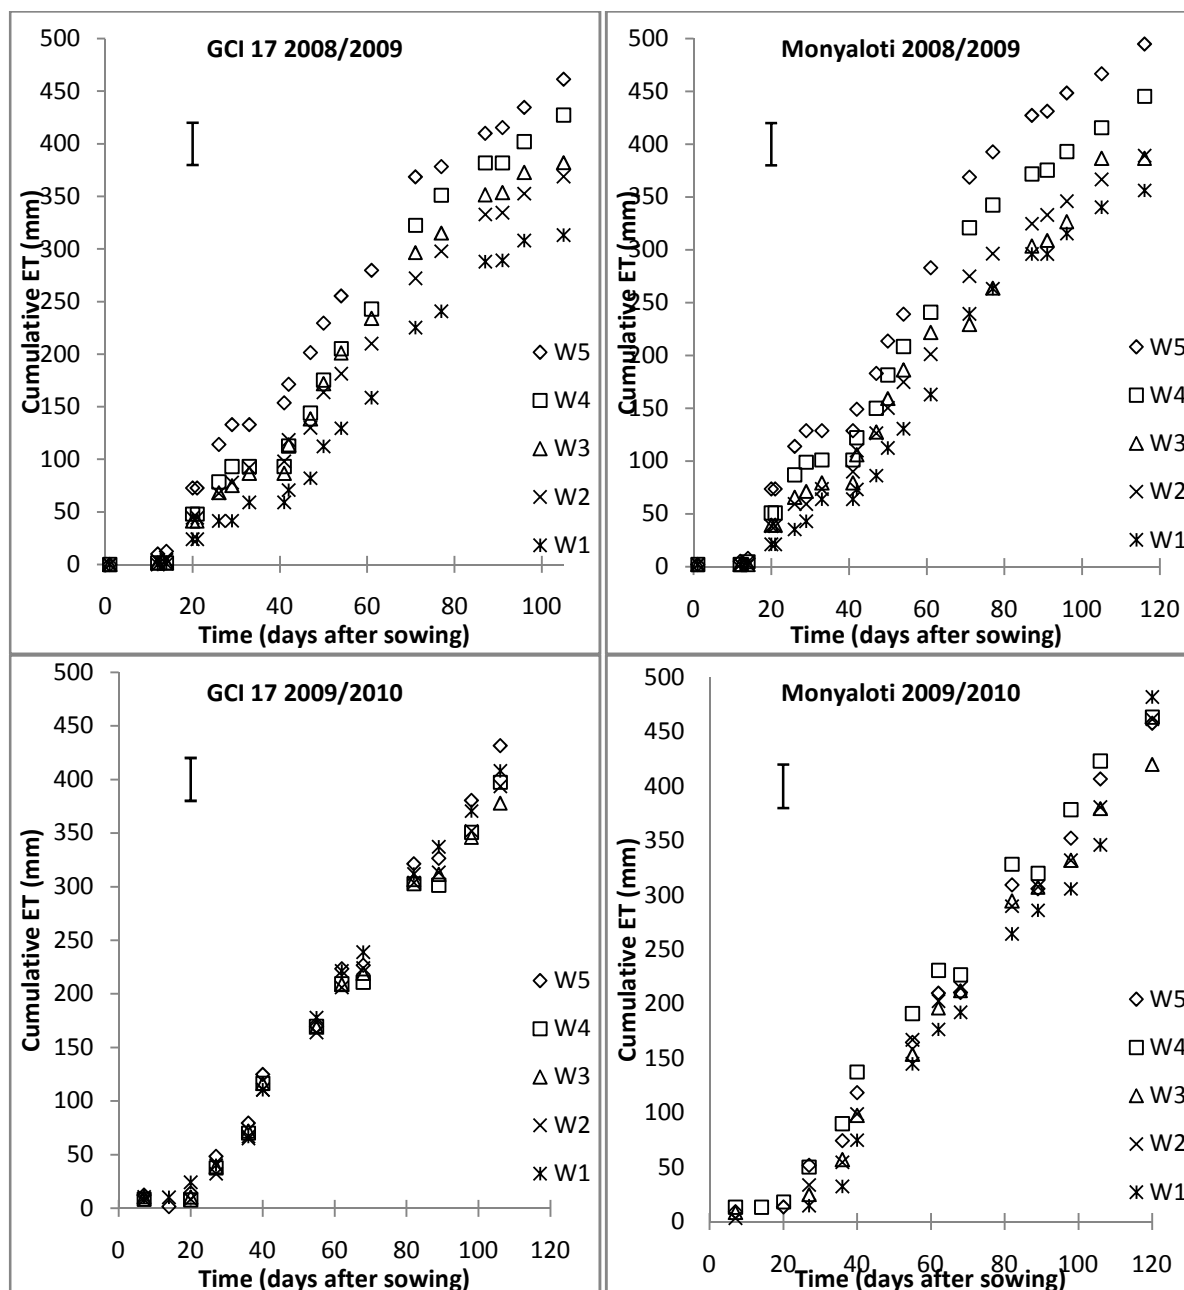 GCI 17 2008/2009
500
450
400
350
300
250
200
150
100
50
0
Cumulative ET (mm)
W5
W4
W3
W2
W1
0 20 40 60 80 100
Time (days after sowing)
Monyaloti 2008/2009
500
450
400
350
300
250
200
150
100
50
0
Cumulative ET (mm)
W5
W4
W3
W2
W1
0 20 40 60 80 100 120
Time (days after sowing)
GCI 17 2009/2010
500
450
400
350
300
250
200
150
100
50
0
Cumulative ET (mm)
W5
W4
W3
W2
W1
0 20 40 60 80 100 120
Time (days after sowing)
Monyaloti 2009/2010
500
450
400
350
300
250
200
150
100
50
0
Cumulative ET (mm)
W5
W4
W3
W2
W1
0 20 40 60 80 100 120
Time (days after sowing)